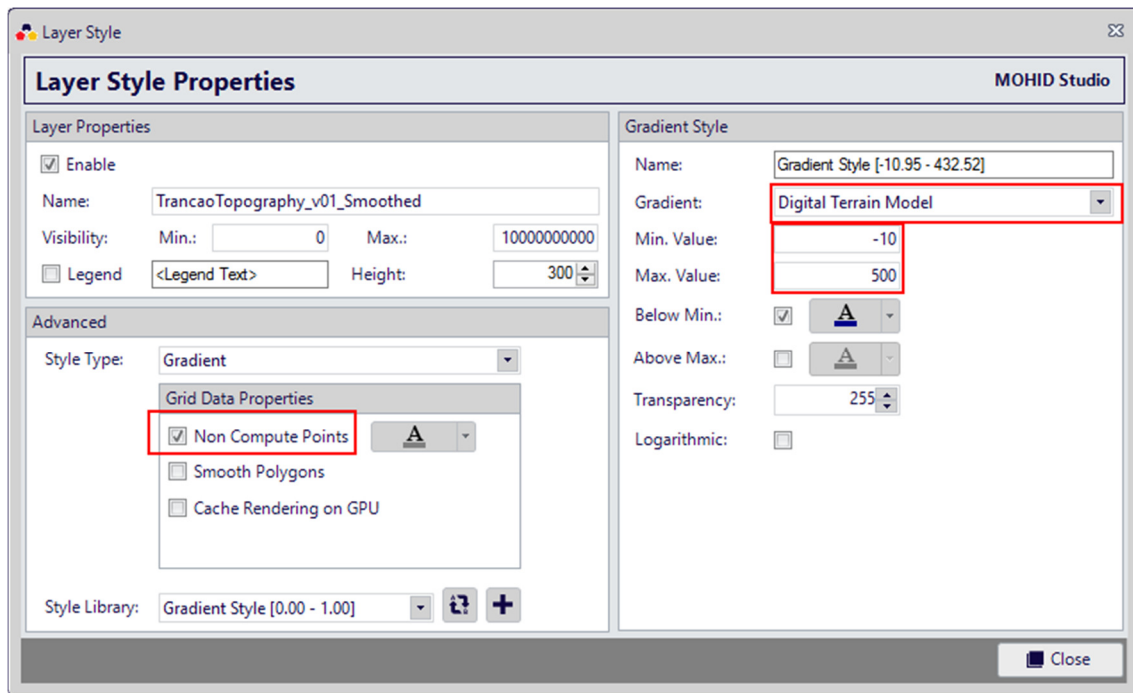 Layer Style
Layer Style Properties
MOHID Studio
Layer Properties
Enable
Name: TrancaoTopography_v01_Smoothed
Visibility: Min.: 0 Max.: 10000000000
Legend <Legend Text> Height: 300
Advanced
Style Type: Gradient
Grid Data Properties
Non Compute Points A
Smooth Polygons
Cache Rendering on GPU
Style Library: Gradient Style [0.00 - 1.00]
Gradient Style
Name: Gradient Style [-10.95 - 432.52]
Gradient: Digital Terrain Model
Min. Value: -10
Max. Value: 500
Below Min.: A
Above Max.: A
Transparency: 255
Logarithmic:
Close